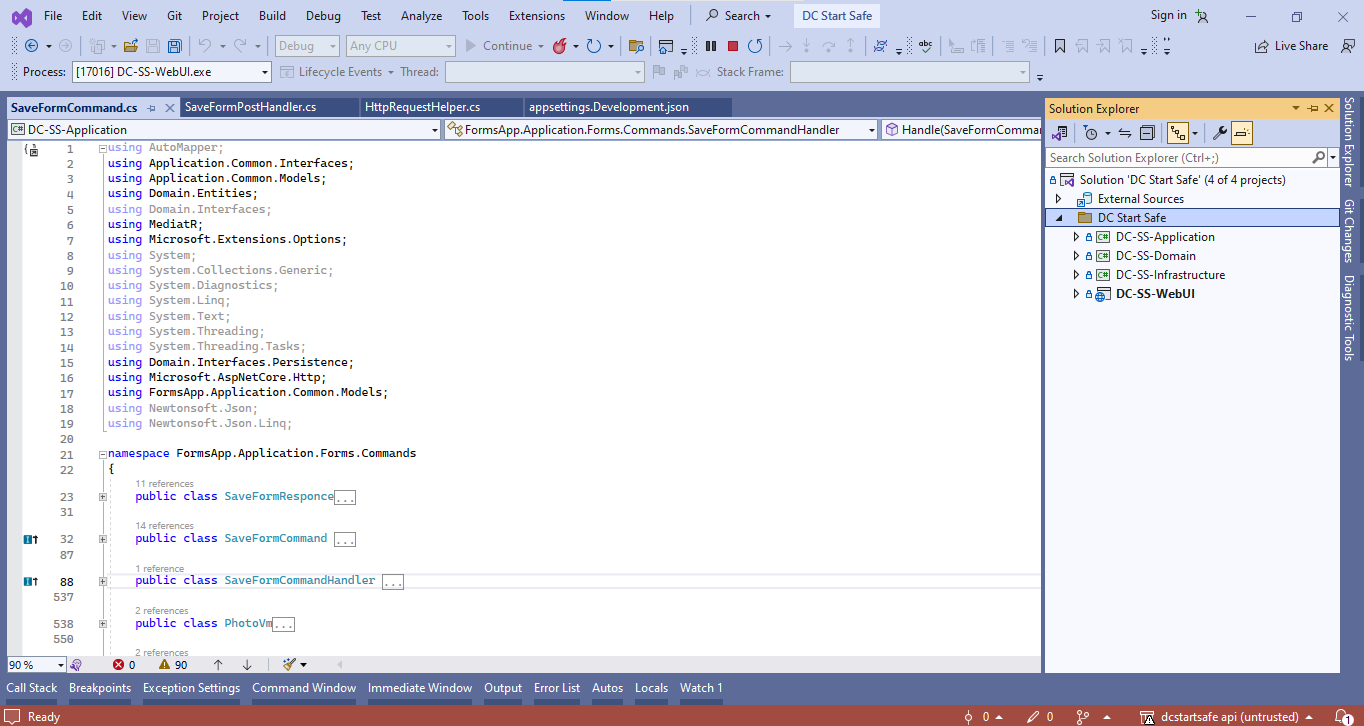 File Edit View Git Project Build Debug Test Analyze Tools Extensions Window Help Search DC Start Safe Sign in
Debug Any CPU Continue abc Live Share
Process: [17016] DC-SS-WebUI.exe Lifecycle Events Thread: Stack Frame:
SaveFormCommand.cs SaveFormPostHandler.cs HttpRequestHelper.cs appsettings.Development.json
DC-SS-Application FormsApp.Application.Forms.Commands.SaveFormCommandHandler Handle(SaveFormComman
1 using AutoMapper;
2 using Application.Common.Interfaces;
3 using Application.Common.Models;
4 using Domain.Entities;
5 using Domain.Interfaces;
6 using MediatR;
7 using Microsoft.Extensions.Options;
8 using System;
9 using System.Collections.Generic;
10 using System.Diagnostics;
11 using System.Linq;
12 using System.Text;
13 using System.Threading;
14 using System.Threading.Tasks;
15 using Domain.Interfaces.Persistence;
16 using Microsoft.AspNetCore.Http;
17 using FormsApp.Application.Common.Models;
18 using Newtonsoft.Json;
19 using Newtonsoft.Json.Linq;
20
21 namespace FormsApp.Application.Forms.Commands
22 {
11 references
23 public class SaveFormResponce...
31
14 references
32 public class SaveFormCommand ...
87
1 reference
88 public class SaveFormCommandHandler ...
537
2 references
538 public class PhotoVm...
550
2 references
90 % 0 90
Solution Explorer
Search Solution Explorer (Ctrl+;)
Solution 'DC Start Safe' (4 of 4 projects)
External Sources
DC Start Safe
C# DC-SS-Application
C# DC-SS-Domain
C# DC-SS-Infrastructure
DC-SS-WebUI
Solution Explorer
Git Changes
Diagnostic Tools
Call Stack Breakpoints Exception Settings Command Window Immediate Window Output Error List Autos Locals Watch 1
Ready 0 0 dcstartsafe api (untrusted) 1